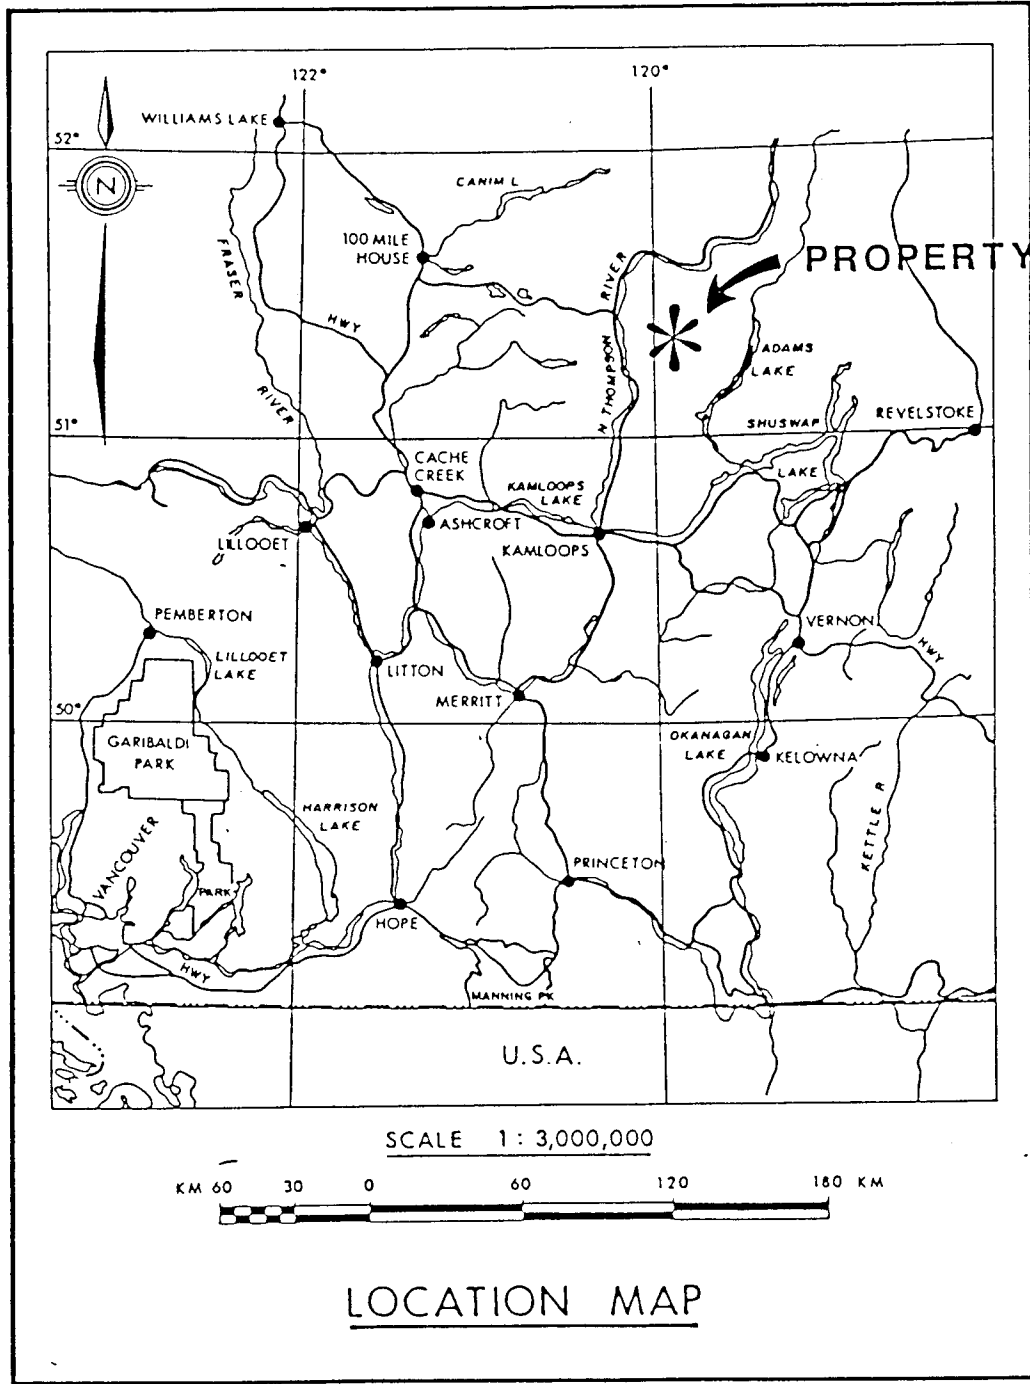 122°
120°
WILLIAMS LAKE
52°
N
CANIM L
100 MILE
HOUSE
FRASER
RIVER
HWY
RIVER
N THOMPSON
PROPERTY
ADAMS
LAKE
51°
SHUSWAP
LAKE
REVELSTOKE
CACHE
CREEK
KAMLOOPS
LAKE
ASHCROFT
LILLOOET
KAMLOOPS
PEMBERTON
LILLOOET
LAKE
LITTON
MERRITT
VERNON
HWY
50°
GARIBALDI
PARK
OKANAGAN
LAKE
KELOWNA
HARRISON
LAKE
KETTLE R
VANCOUVER
PARK
PRINCETON
HOPE
HWY
MANNING PK
U.S.A.
SCALE 1 : 3,000,000
KM 60 30 0 60 120 180 KM
LOCATION MAP